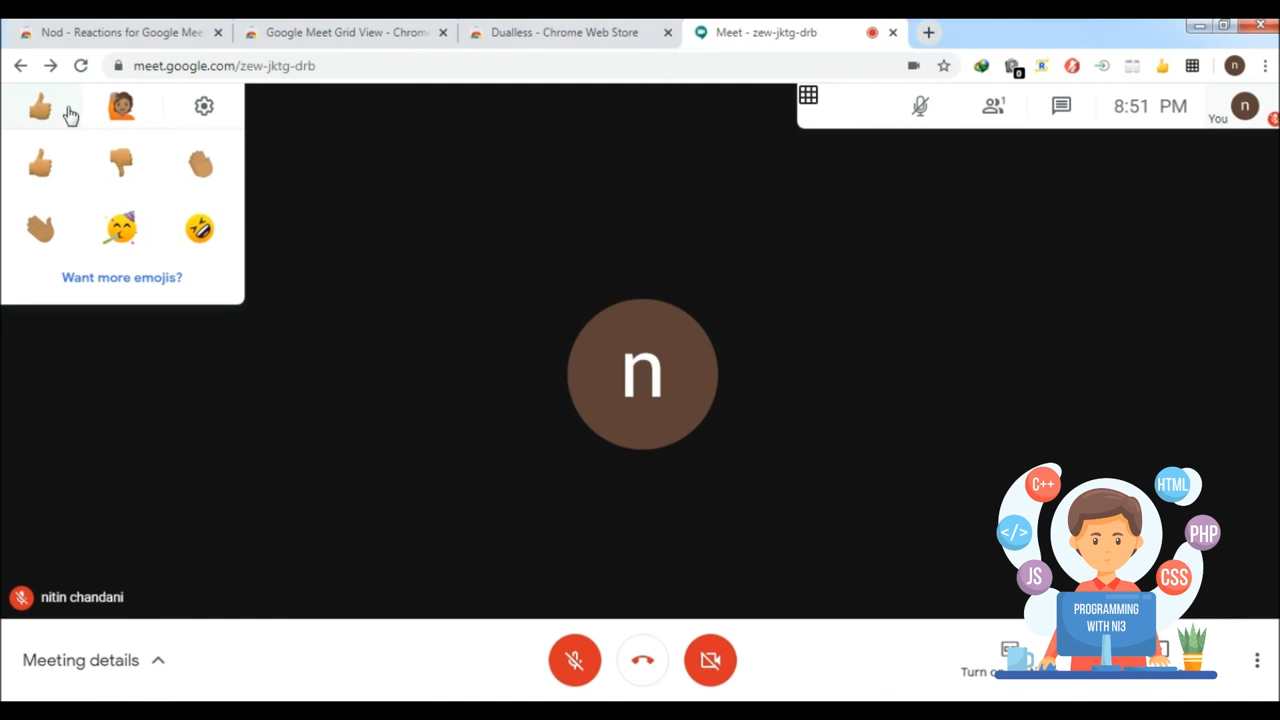 Nod - Reactions for Google Mee
Google Meet Grid View - Chrom
Dualless - Chrome Web Store
Meet - zew-jktg-drb
meet.google.com/zew-jktg-drb
0
n
1
8:51 PM
You
n
Want more emojis?
n
C++
HTML
</>
PHP
JS
CSS
PROGRAMMING
WITH NI3
nitin chandani
Meeting details
Turn o